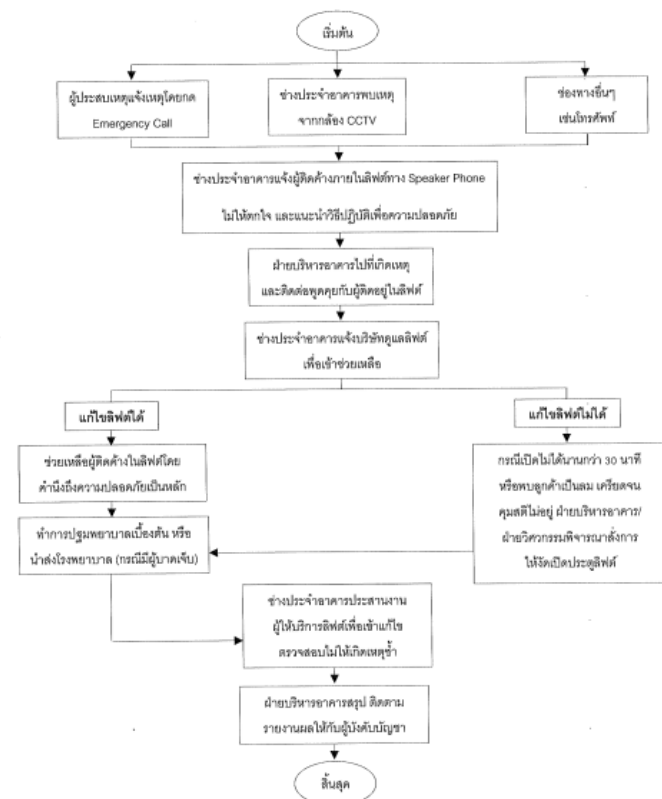 เริ่มต้น
ผู้ประสบเหตุแจ้งเหตุโดยกด
Emergency Call
ช่างประจำอาคารพบเหตุ
จากกล้อง CCTV
ช่องทางอื่นๆ
เช่นโทรศัพท์
ช่างประจำอาคารแจ้งผู้ติดค้างภายในลิฟต์ทาง Speaker Phone
ไม่ให้ตกใจ และแนะนำวิธีปฏิบัติเพื่อความปลอดภัย
ฝ่ายบริหารอาคารไปที่เกิดเหตุ
และติดต่อพูดคุยกับผู้ติดอยู่ในลิฟต์
ช่างประจำอาคารแจ้งบริษัทดูแลลิฟต์
เพื่อเข้าช่วยเหลือ
แก้ไขลิฟต์ได้
แก้ไขลิฟต์ไม่ได้
ช่วยเหลือผู้ติดค้างในลิฟต์โดย
คำนึงถึงความปลอดภัยเป็นหลัก
กรณีเปิดไม่ได้นานกว่า 30 นาที
หรือพบลูกค้าเป็นลม เครียดจน
คุมสติไม่อยู่ ฝ่ายบริหารอาคาร/
ฝ่ายวิศวกรรมพิจารณาสั่งการ
ให้งัดเปิดประตูลิฟต์
ทำการปฐมพยาบาลเบื้องต้น หรือ
นำส่งโรงพยาบาล (กรณีมีผู้บาดเจ็บ)
ช่างประจำอาคารประสานงาน
ผู้ให้บริการลิฟต์เพื่อเข้าแก้ไข
ตรวจสอบไม่ให้เกิดเหตุซ้ำ
ฝ่ายบริหารอาคารสรุป ติดตาม
รายงานผลให้กับผู้บังคับบัญชา
สิ้นสุด